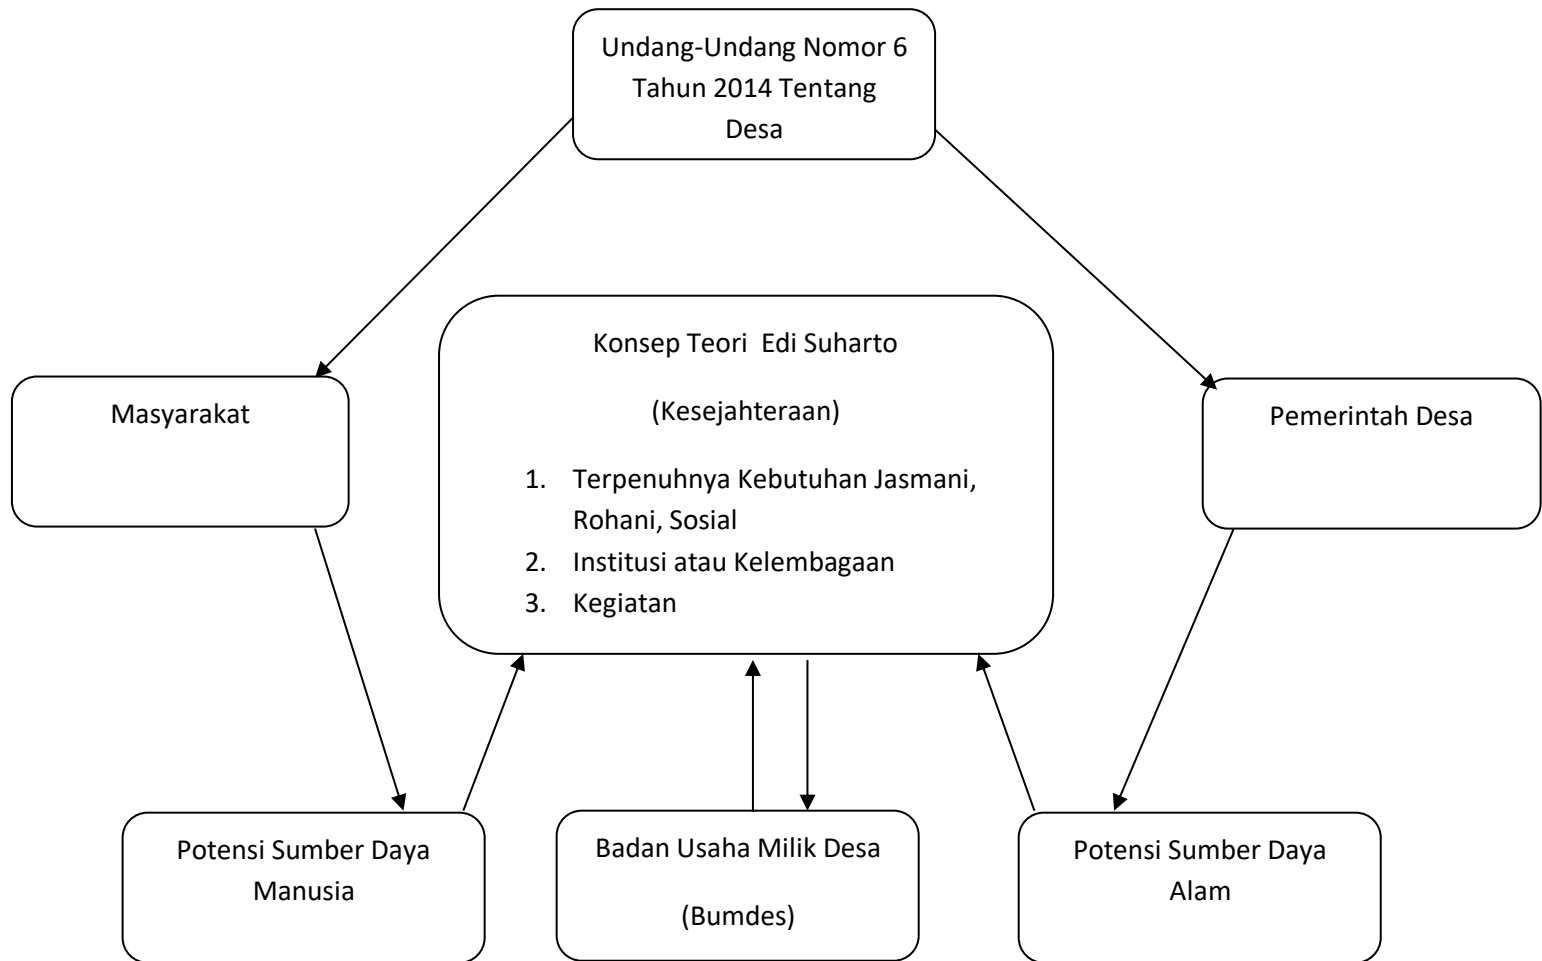 Undang-Undang Nomor 6
Tahun 2014 Tentang
Desa
Konsep Teori  Edi Suharto
(Kesejahteraan)
1. Terpenuhnya Kebutuhan Jasmani,
Rohani, Sosial
2. Institusi atau Kelembagaan
3. Kegiatan
Masyarakat
Pemerintah Desa
Potensi Sumber Daya
Manusia
Badan Usaha Milik Desa
(Bumdes)
Potensi Sumber Daya
Alam